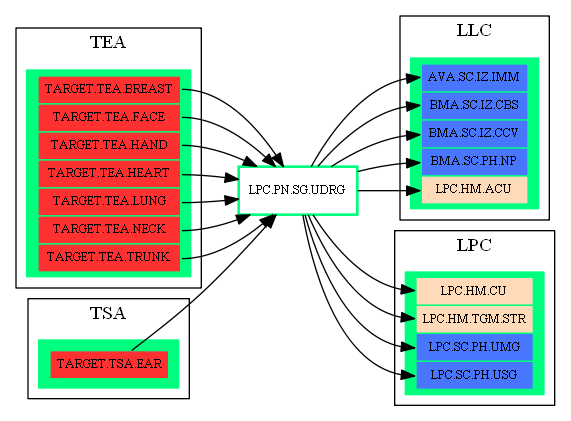 TEA
TARGET.TEA.BREAST
TARGET.TEA.FACE
TARGET.TEA.HAND
TARGET.TEA.HEART
TARGET.TEA.LUNG
TARGET.TEA.NECK
TARGET.TEA.TRUNK
TSA
TARGET.TSA.EAR
LPC.PN.SG.UDRG
LLC
AVA.SC.IZ.IMM
BMA.SC.IZ.CBS
BMA.SC.IZ.CCV
BMA.SC.PH.NP
LPC.HM.ACU
LPC
LPC.HM.CU
LPC.HM.TGM.STR
LPC.SC.PH.UMG
LPC.SC.PH.USG